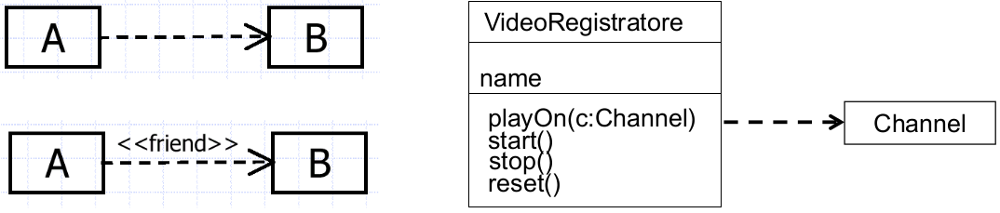 A
B
<<friend>>
A
B
VideoRegistratore
name
playOn(c:Channel)
start()
stop()
reset()
Channel